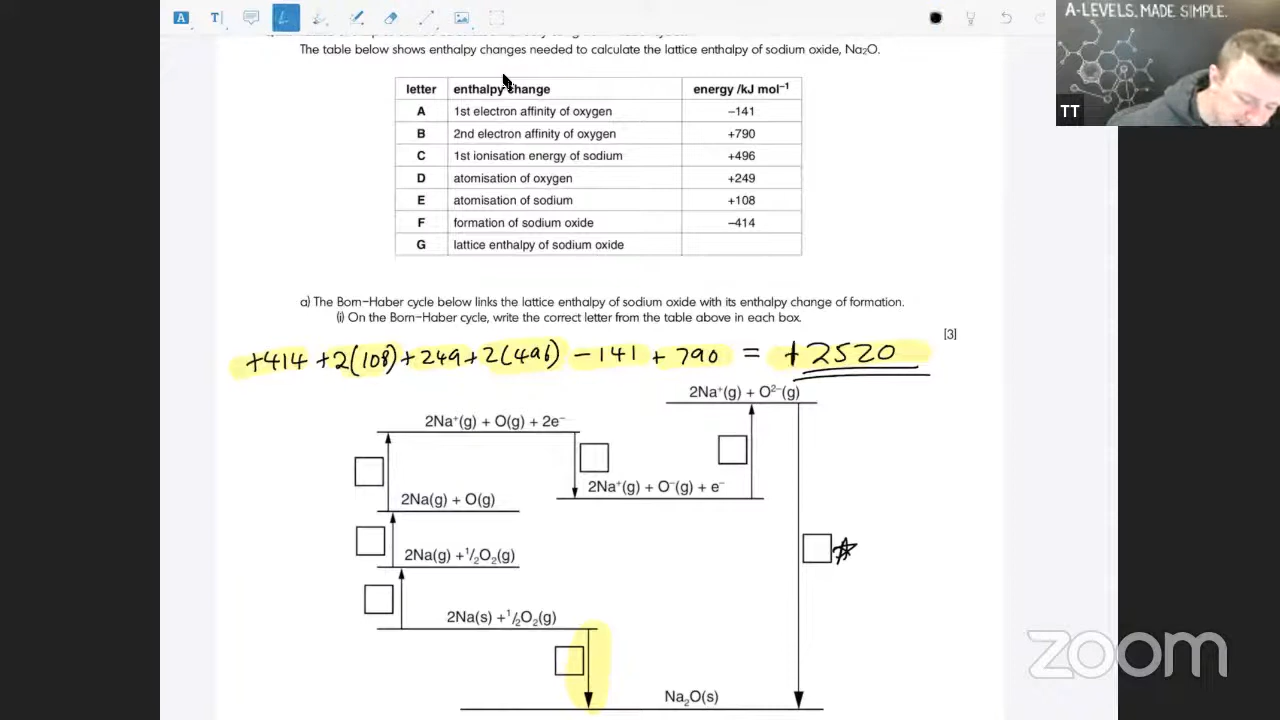 A-LEVELS. MADE SIMPLE.
The table below shows enthalpy changes needed to calculate the lattice enthalpy of sodium oxide, Na₂O.
letter enthalpy change energy /kJ mol⁻¹
A 1st electron affinity of oxygen –141
B 2nd electron affinity of oxygen +790
C 1st ionisation energy of sodium +496
D atomisation of oxygen +249
E atomisation of sodium +108
F formation of sodium oxide –414
G lattice enthalpy of sodium oxide
TT
a) The Born–Haber cycle below links the lattice enthalpy of sodium oxide with its enthalpy change of formation.
(i) On the Born–Haber cycle, write the correct letter from the table above in each box.
[3]
+414 + 2(108) + 249 + 2(496) – 141 + 790 = +2520
2Na⁺(g) + O²⁻(g)
2Na⁺(g) + O(g) + 2e⁻
2Na⁺(g) + O⁻(g) + e⁻
2Na(g) + O(g)
2Na(g) +½O₂(g)
2Na(s) +½O₂(g)
Na₂O(s)
zoom